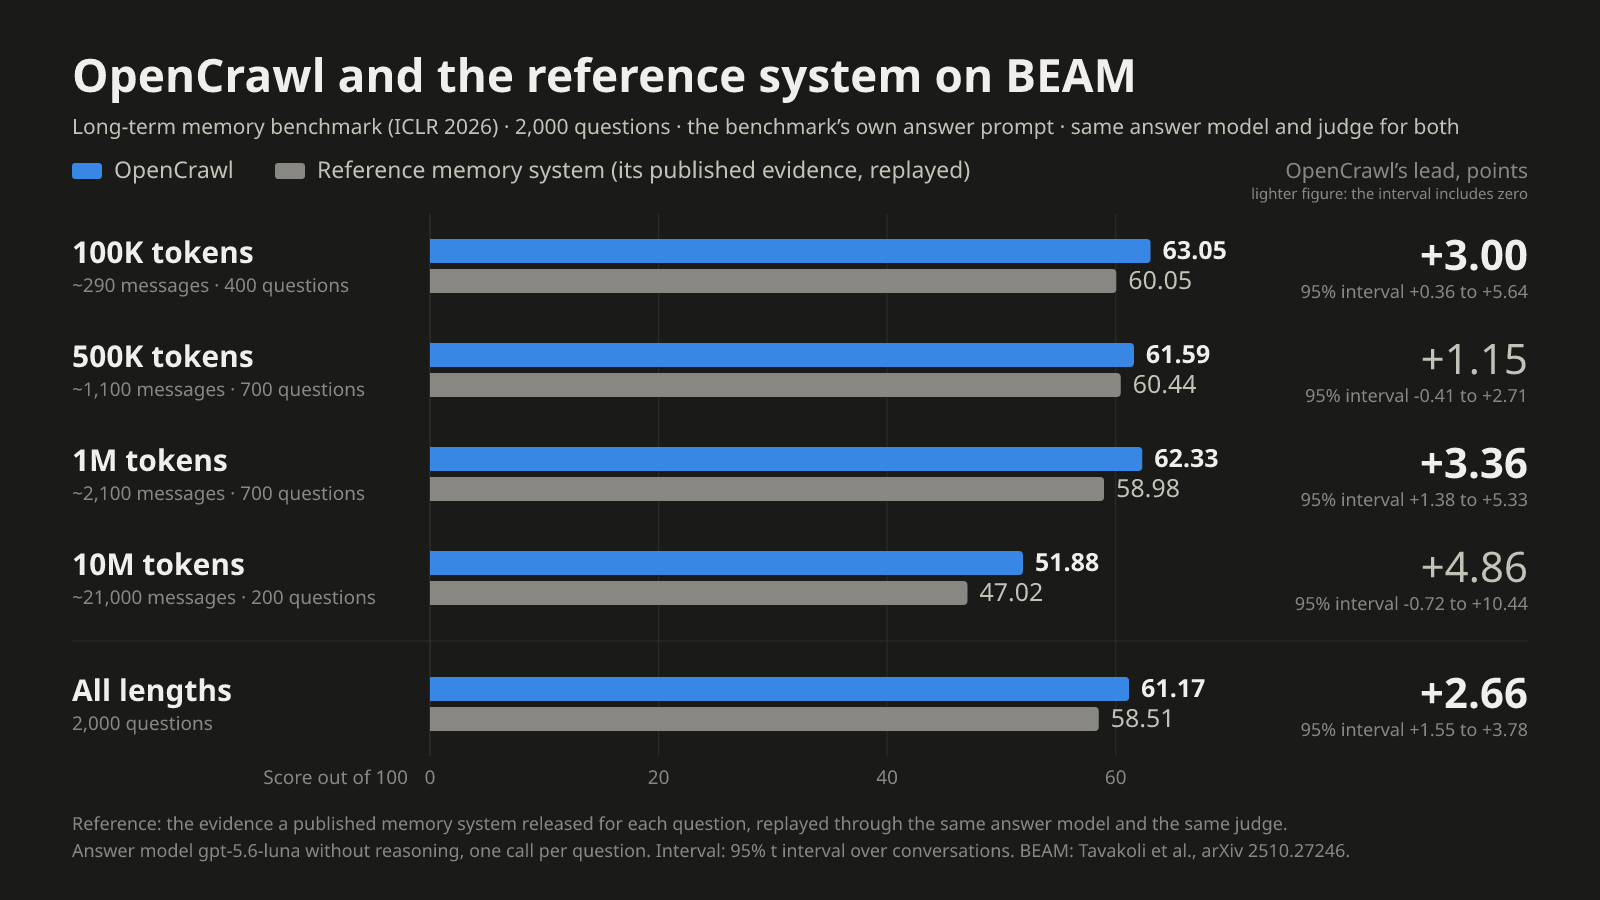 OpenCrawl and the reference system on BEAM
Long-term memory benchmark (ICLR 2026) · 2,000 questions · the benchmark’s own answer prompt · same answer model and judge for both
OpenCrawl
Reference memory system (its published evidence, replayed)
OpenCrawl’s lead, points
lighter figure: the interval includes zero
100K tokens
~290 messages · 400 questions
63.05
60.05
+3.00
95% interval +0.36 to +5.64
500K tokens
~1,100 messages · 700 questions
61.59
60.44
+1.15
95% interval -0.41 to +2.71
1M tokens
~2,100 messages · 700 questions
62.33
58.98
+3.36
95% interval +1.38 to +5.33
10M tokens
~21,000 messages · 200 questions
51.88
47.02
+4.86
95% interval -0.72 to +10.44
All lengths
2,000 questions
61.17
58.51
+2.66
95% interval +1.55 to +3.78
Score out of 100 0 20 40 60
Reference: the evidence a published memory system released for each question, replayed through the same answer model and the same judge.
Answer model gpt-5.6-luna without reasoning, one call per question. Interval: 95% t interval over conversations. BEAM: Tavakoli et al., arXiv 2510.27246.